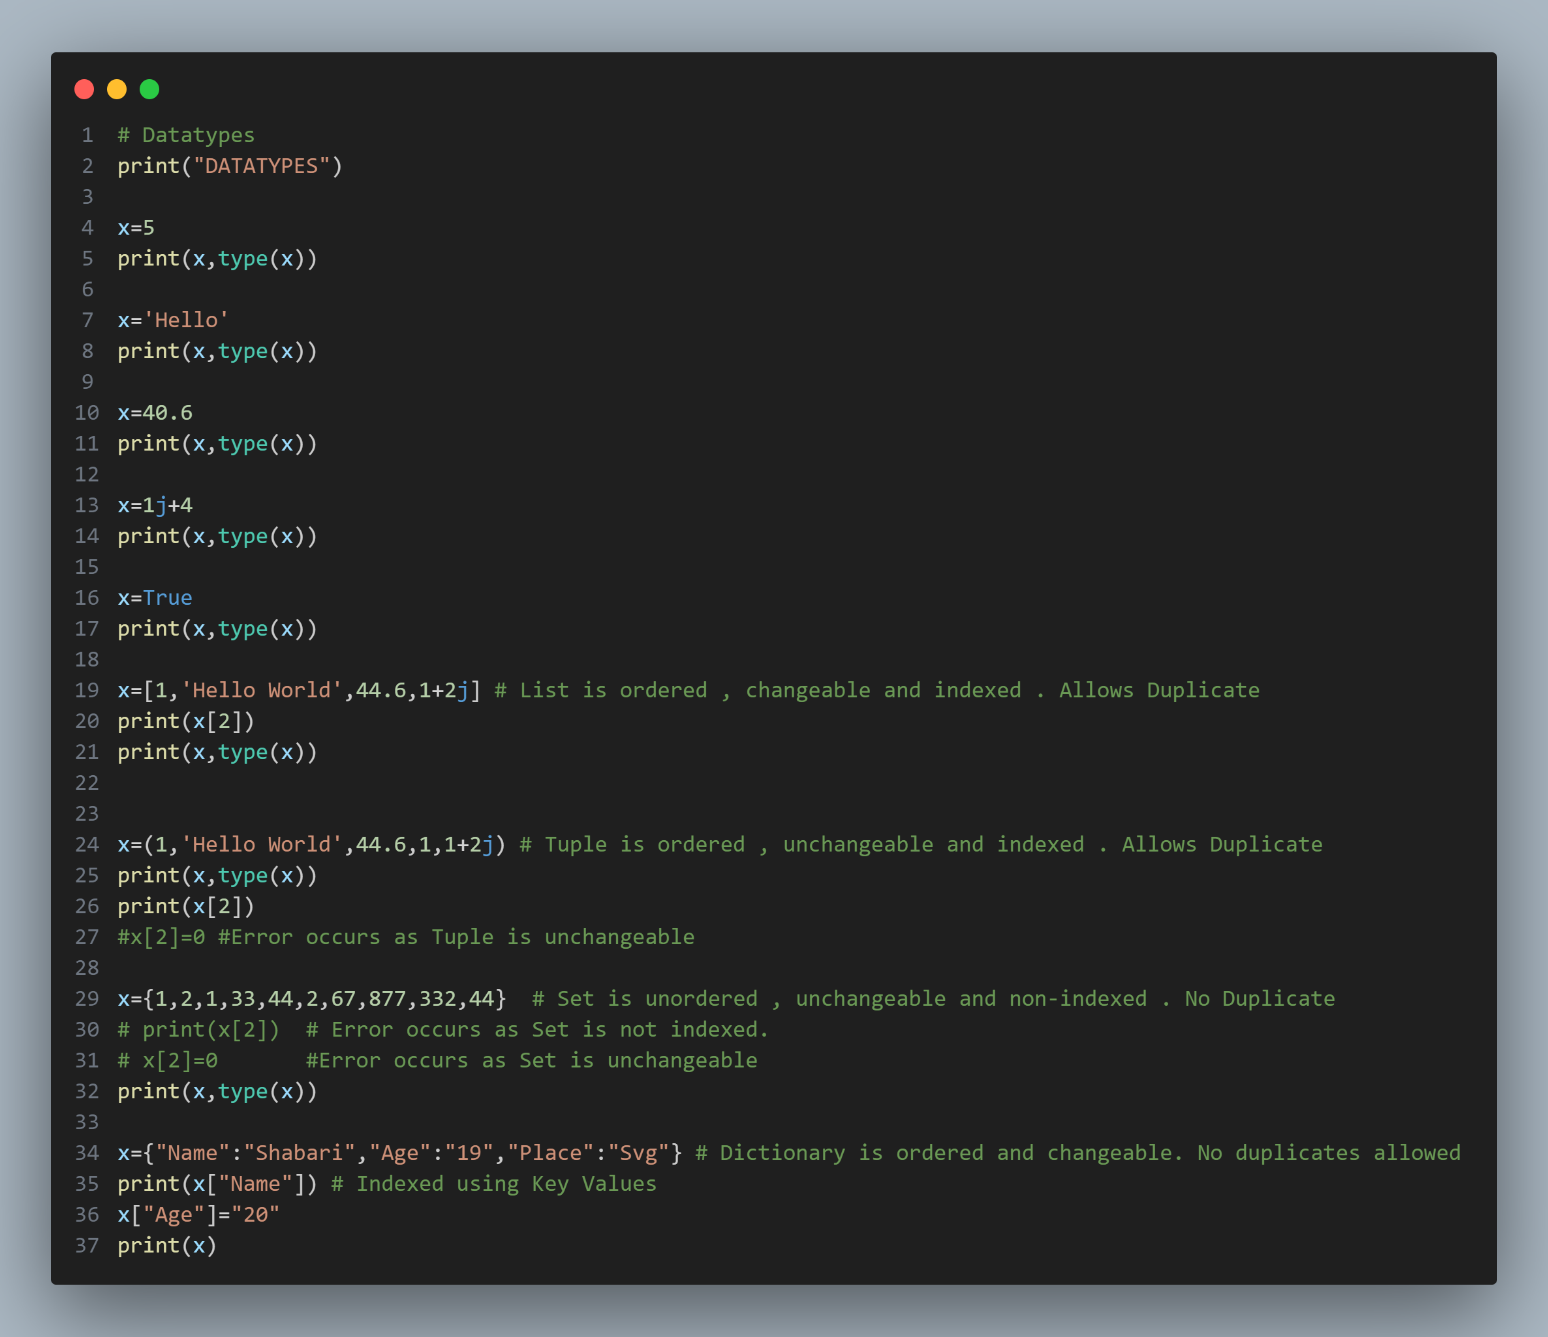 1 # Datatypes
2 print("DATATYPES")
3
4 x=5
5 print(x,type(x))
6
7 x='Hello'
8 print(x,type(x))
9
10 x=40.6
11 print(x,type(x))
12
13 x=1j+4
14 print(x,type(x))
15
16 x=True
17 print(x,type(x))
18
19 x=[1,'Hello World',44.6,1+2j] # List is ordered , changeable and indexed . Allows Duplicate
20 print(x[2])
21 print(x,type(x))
22
23
24 x=(1,'Hello World',44.6,1,1+2j) # Tuple is ordered , unchangeable and indexed . Allows Duplicate
25 print(x,type(x))
26 print(x[2])
27 #x[2]=0 #Error occurs as Tuple is unchangeable
28
29 x={1,2,1,33,44,2,67,877,332,44}  # Set is unordered , unchangeable and non-indexed . No Duplicate
30 # print(x[2])  # Error occurs as Set is not indexed.
31 # x[2]=0       #Error occurs as Set is unchangeable
32 print(x,type(x))
33
34 x={"Name":"Shabari","Age":"19","Place":"Svg"} # Dictionary is ordered and changeable. No duplicates allowed
35 print(x["Name"]) # Indexed using Key Values
36 x["Age"]="20"
37 print(x)